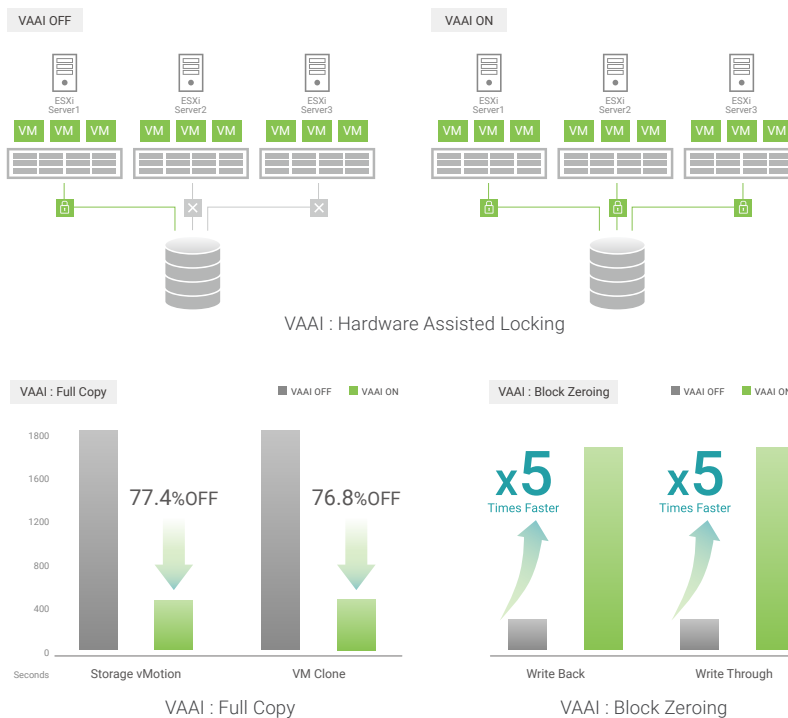 VAAI OFF
VAAI ON
ESXi
Server1
ESXi
Server2
ESXi
Server3
ESXi
Server1
ESXi
Server2
ESXi
Server3
VM VM VM
VM VM VM
VM VM VM
VM VM VM
VM VM VM
VM VM VM
VAAI : Hardware Assisted Locking
VAAI : Full Copy
VAAI OFF
VAAI ON
1800
1600
1200
800
400
0
Seconds
77.4%OFF
76.8%OFF
Storage vMotion
VM Clone
VAAI : Full Copy
VAAI : Block Zeroing
VAAI OFF
VAAI ON
x5
Times Faster
x5
Times Faster
Write Back
Write Through
VAAI : Block Zeroing